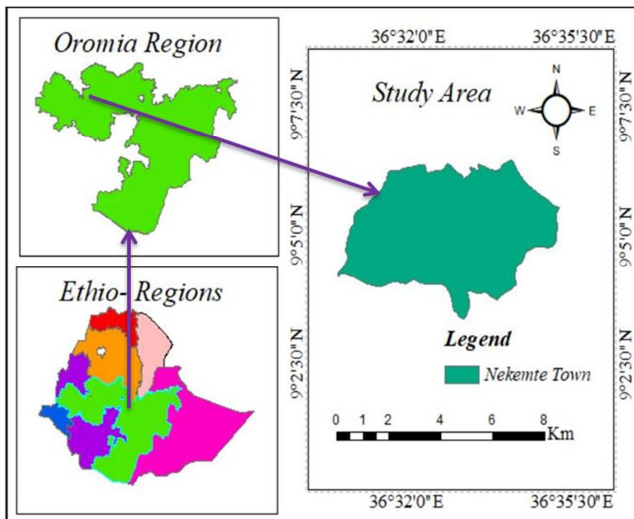 Oromia Region
Ethio- Regions
36°32'0"E 36°35'30"E
Study Area
N
W E
S
9°7'30"N 9°7'30"N
9°5'0"N 9°5'0"N
9°2'30"N 9°2'30"N
Legend
Nekemte Town
0 1 2 4 6 8
Km
36°32'0"E 36°35'30"E